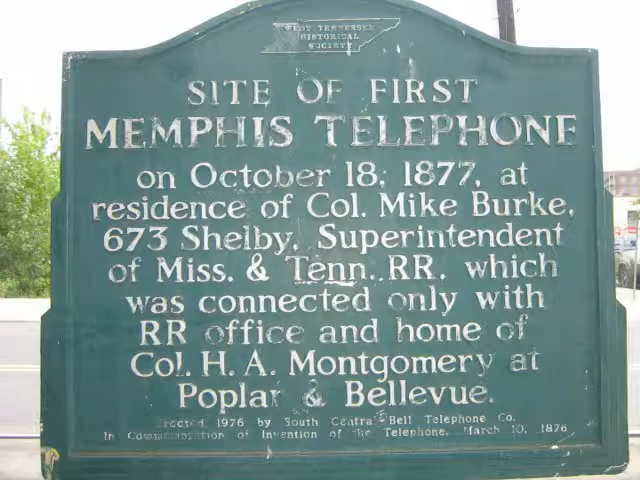 WEST TENNESSEE
HISTORICAL
SOCIETY
SITE OF FIRST
MEMPHIS TELEPHONE
on October 18, 1877, at
residence of Col. Mike Burke,
673 Shelby, Superintendent
of Miss. & Tenn. RR. which
was connected only with
RR office and home of
Col. H. A. Montgomery at
Poplar & Bellevue.
Erected 1976 by South Central Bell Telephone Co.
In Commemoration of Invention of the Telephone, March 10, 1876